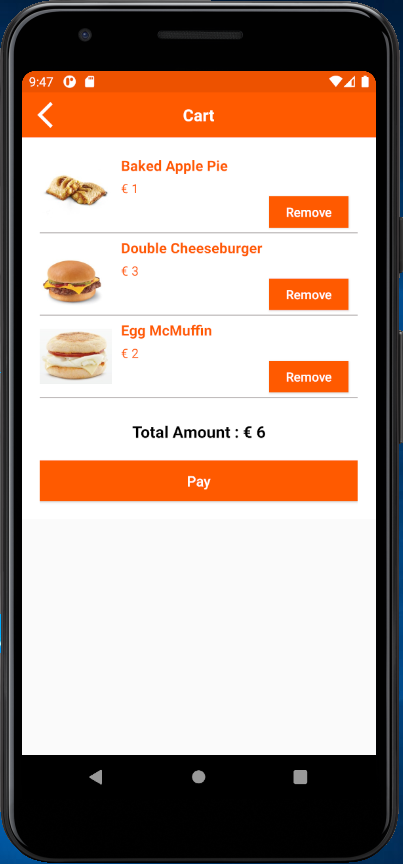 9:47
Cart
Baked Apple Pie
€ 1
Remove
Double Cheeseburger
€ 3
Remove
Egg McMuffin
€ 2
Remove
Total Amount : € 6
Pay